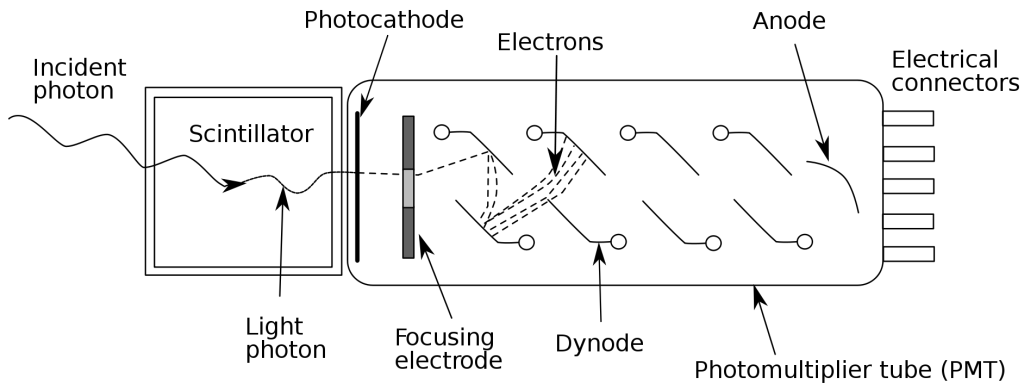 Photocathode
Electrons
Anode
Electrical
connectors
Incident
photon
Scintillator
Light
photon
Focusing
electrode
Dynode
Photomultiplier tube (PMT)